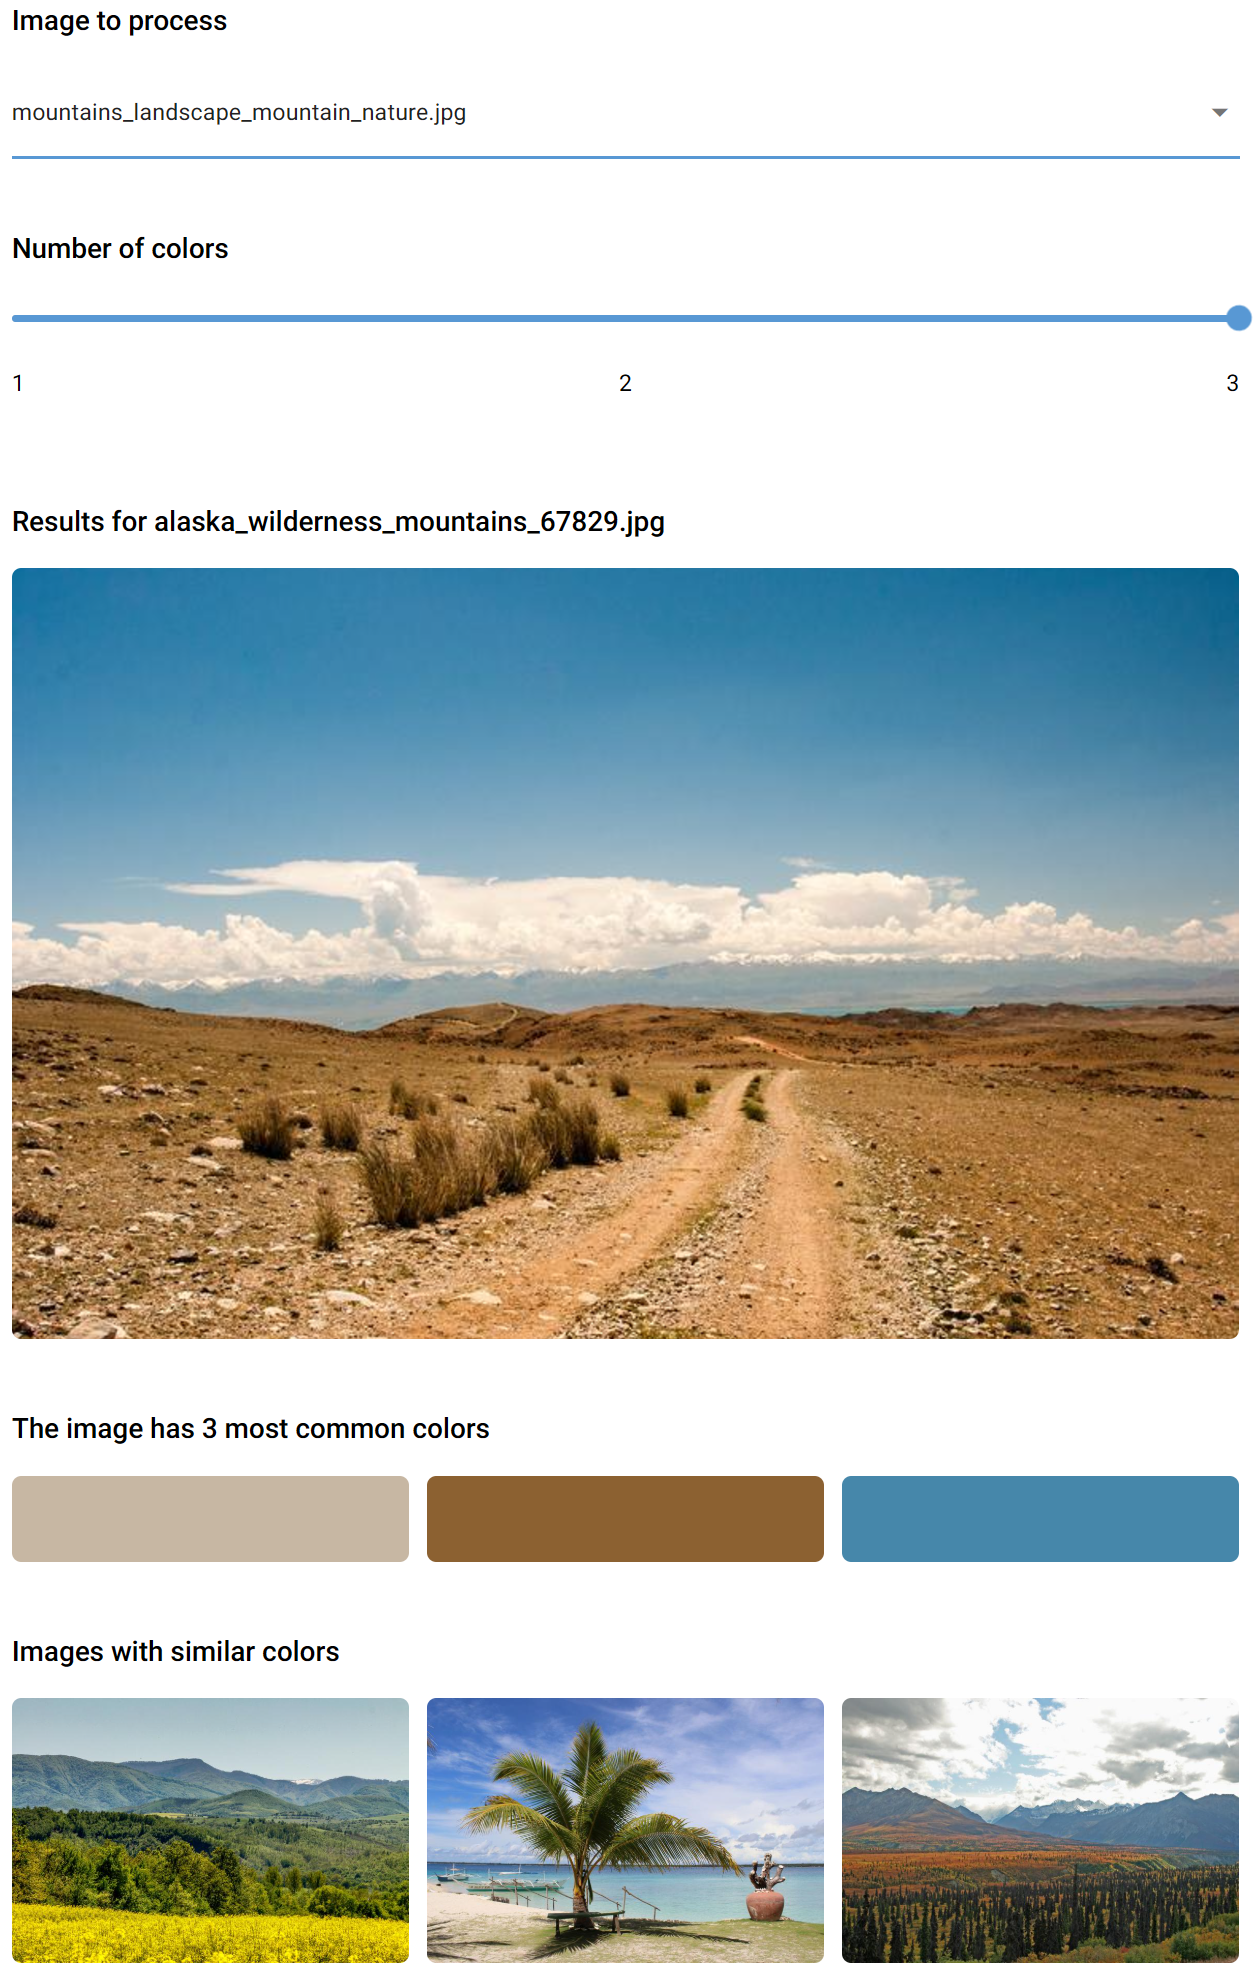 Image to process
mountains_landscape_mountain_nature.jpg
Number of colors
1 2 3
Results for alaska_wilderness_mountains_67829.jpg
The image has 3 most common colors
Images with similar colors